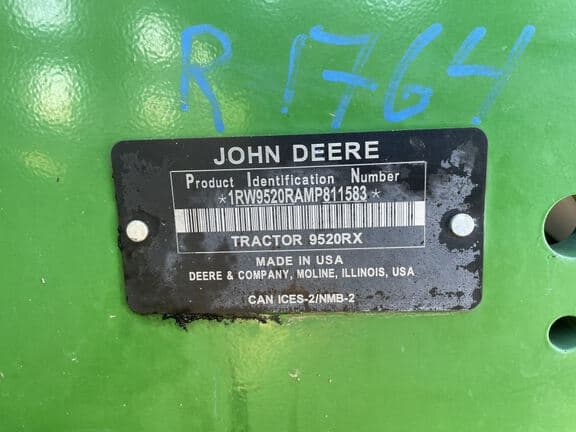 R 1764
JOHN DEERE
Product Identification Number
*1RW9520RAMP811583*
TRACTOR 9520RX
MADE IN USA
DEERE & COMPANY, MOLINE, ILLINOIS, USA
CAN ICES-2/NMB-2